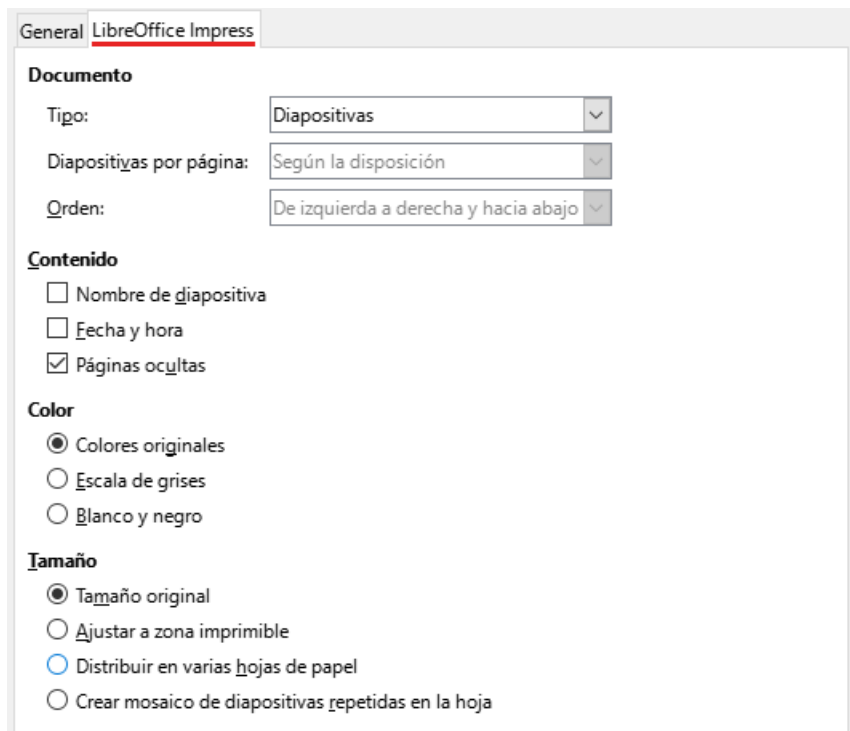 General LibreOffice Impress
Documento
Tipo: Diapositivas
Diapositivas por página: Según la disposición
Orden: De izquierda a derecha y hacia abajo
Contenido
Nombre de diapositiva
Fecha y hora
Páginas ocultas
Color
Colores originales
Escala de grises
Blanco y negro
Tamaño
Tamaño original
Ajustar a zona imprimible
Distribuir en varias hojas de papel
Crear mosaico de diapositivas repetidas en la hoja